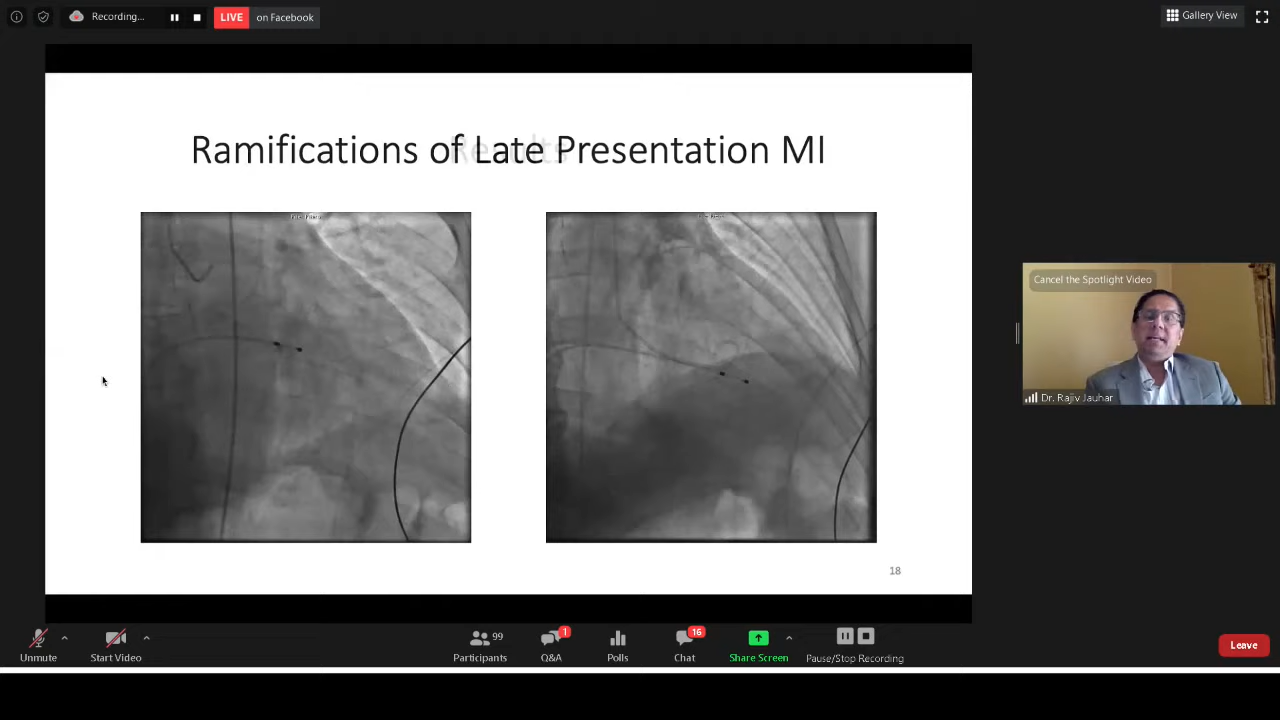 Recording...
LIVE on Facebook
Gallery View
Ramifications of Late Presentation MI
Results
18
Cancel the Spotlight Video
Dr. Rajiv Jauhar
Unmute
Start Video
99
Participants
1
Q&A
Polls
16
Chat
Share Screen
Pause/Stop Recording
Leave